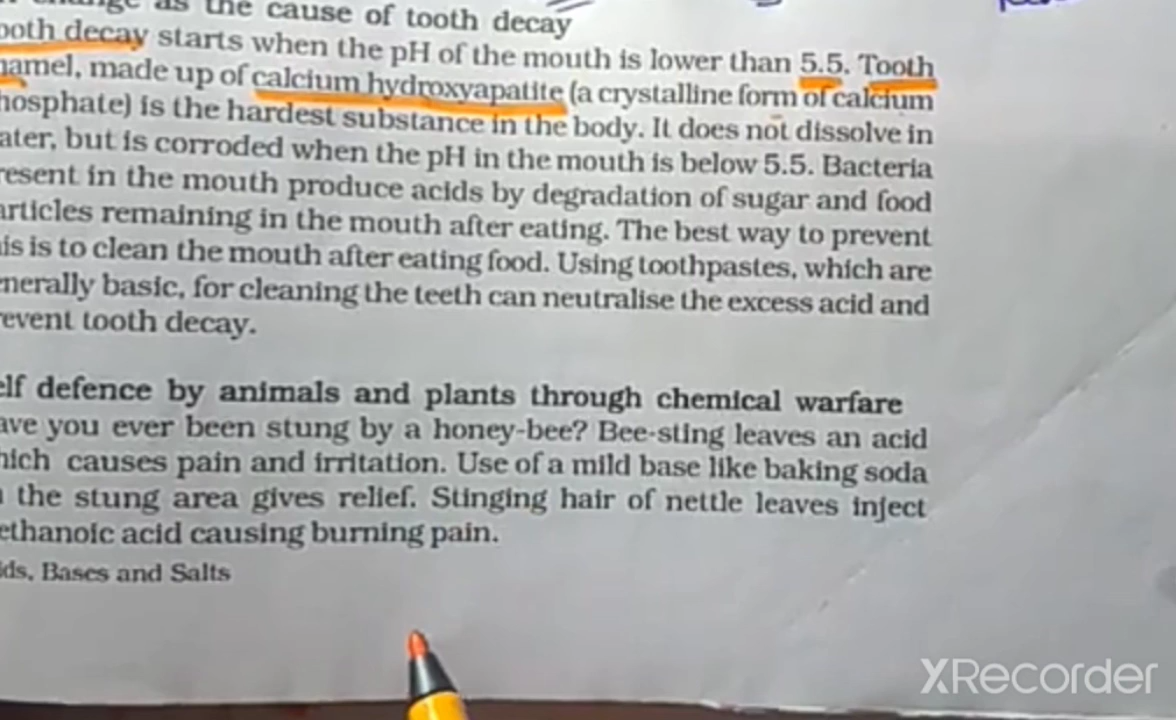 as the cause of tooth decay
ooth decay starts when the pH of the mouth is lower than 5.5. Tooth
namel, made up of calcium hydroxyapatite (a crystalline form of calcium
hosphate) is the hardest substance in the body. It does not dissolve in
ater, but is corroded when the pH in the mouth is below 5.5. Bacteria
resent in the mouth produce acids by degradation of sugar and food
articles remaining in the mouth after eating. The best way to prevent
is is to clean the mouth after eating food. Using toothpastes, which are
enerally basic, for cleaning the teeth can neutralise the excess acid and
revent tooth decay.
elf defence by animals and plants through chemical warfare
ave you ever been stung by a honey-bee? Bee-sting leaves an acid
hich causes pain and irritation. Use of a mild base like baking soda
the stung area gives relief. Stinging hair of nettle leaves inject
ethanoic acid causing burning pain.
ids, Bases and Salts
XRecorder